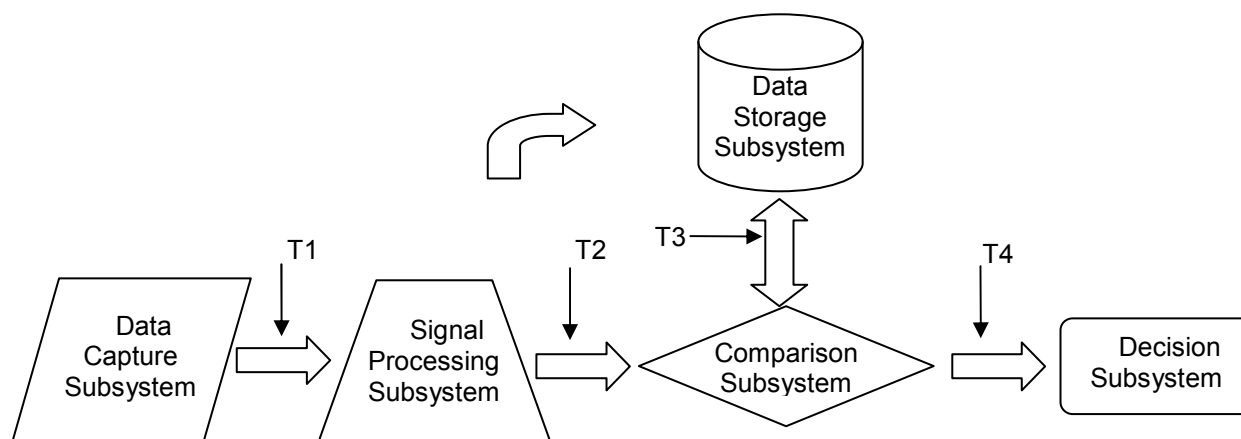 Data
Storage
Subsystem
T1
T2
T3
T4
Data
Capture
Subsystem
Signal
Processing
Subsystem
Comparison
Subsystem
Decision
Subsystem